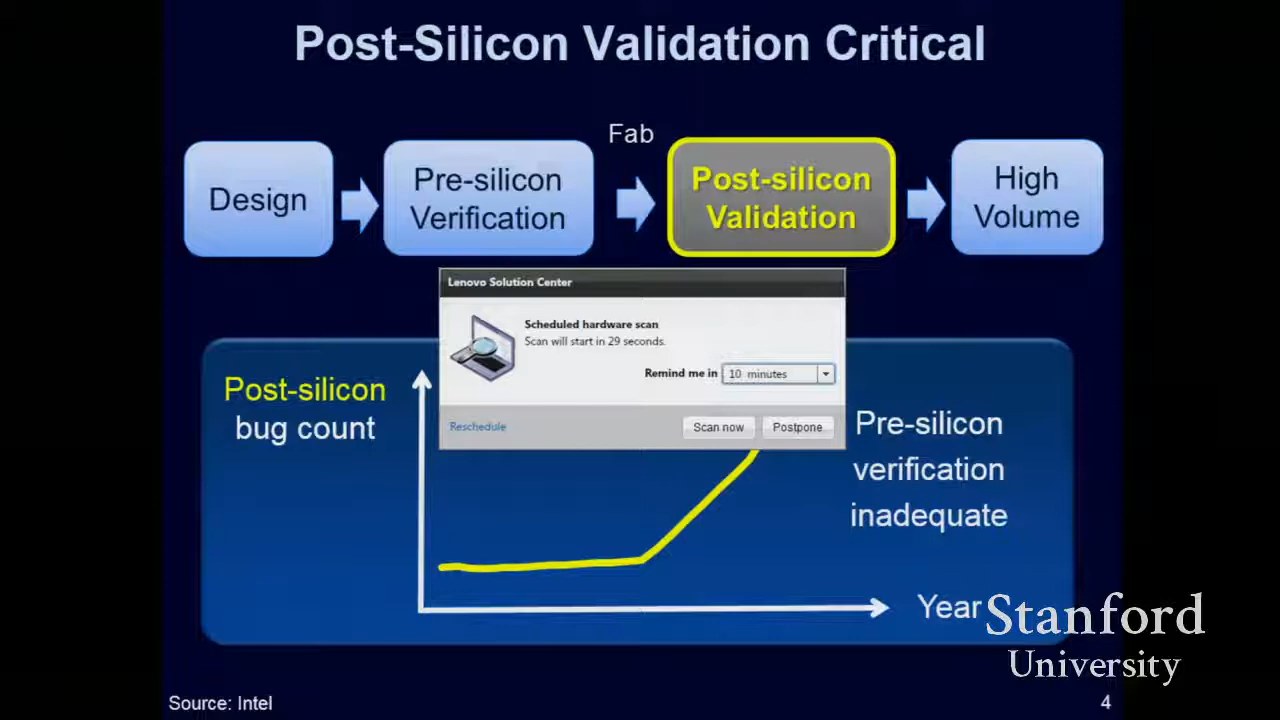 Post-Silicon Validation Critical
Fab
Design
Pre-silicon
Verification
Post-silicon
Validation
High
Volume
Lenovo Solution Center
Scheduled hardware scan
Scan will start in 29 seconds.
Remind me in 10 minutes
Reschedule
Scan now
Postpone
Post-silicon
bug count
Pre-silicon
verification
inadequate
Year
Stanford
University
Source: Intel
4